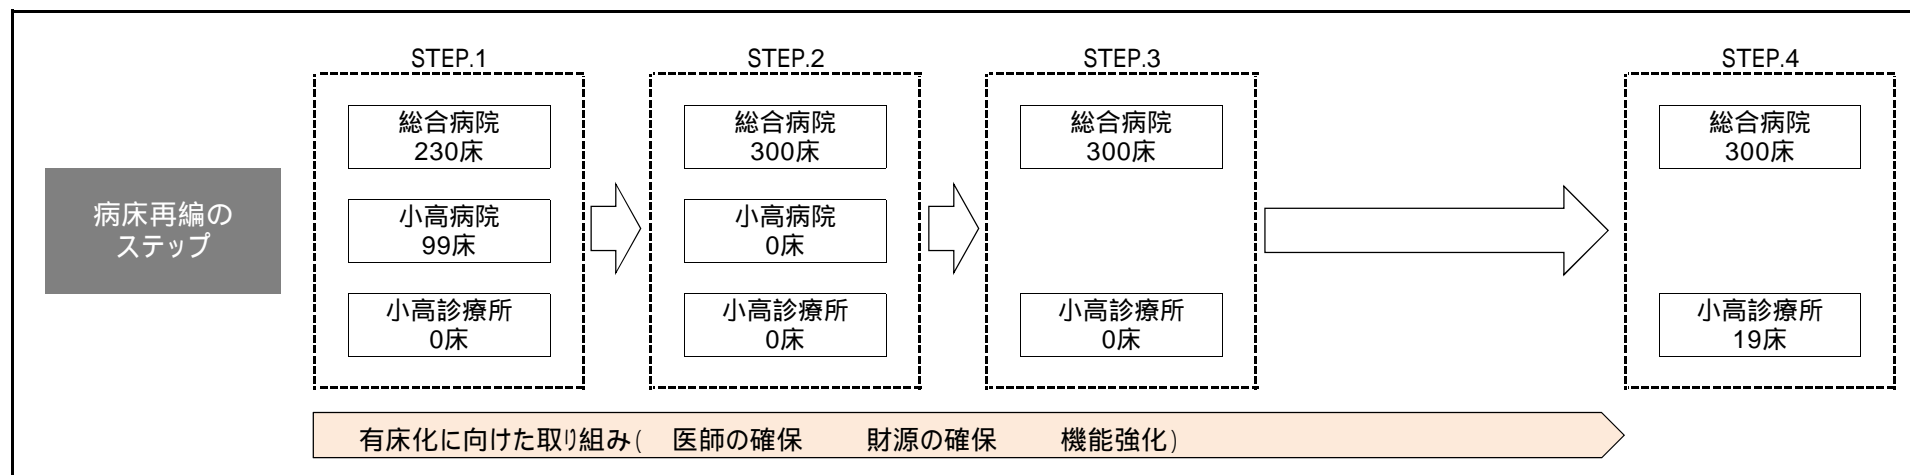 病床再編の
ステップ
STEP.1
総合病院
230床
小高病院
99床
小高診療所
0床
STEP.2
総合病院
300床
小高病院
0床
小高診療所
0床
STEP.3
総合病院
300床
小高診療所
0床
STEP.4
総合病院
300床
小高診療所
19床
有床化に向けた取り組み( 医師の確保 財源の確保 機能強化)